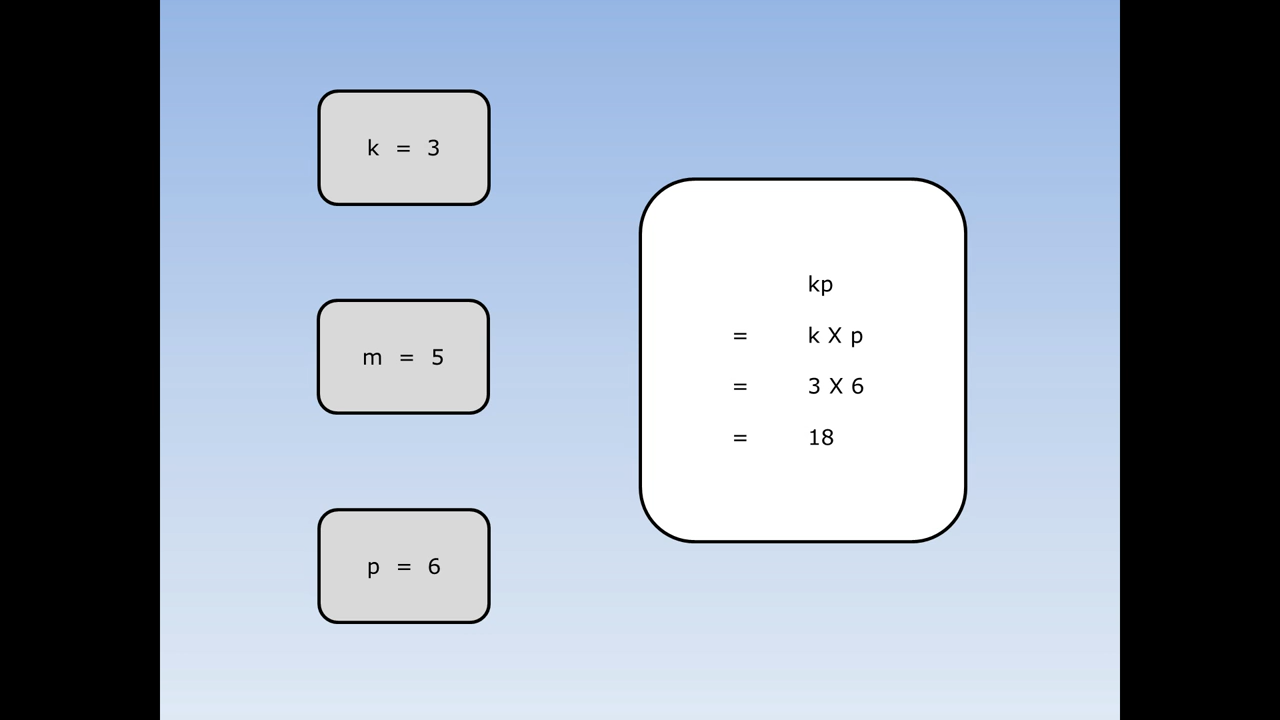 k = 3
m = 5
p = 6
kp
= k X p
= 3 X 6
= 18